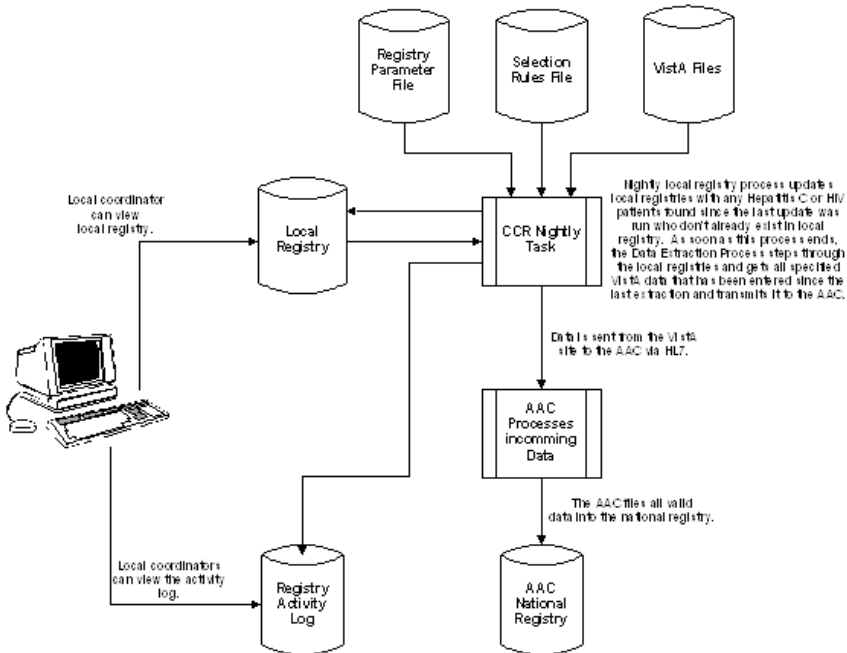 Registry
Parameter
File
Selection
Rules File
VistA Files
Local coordinator
can view
local registry.
Local
Registry
CCR Nightly
Task
Nightly local registry process updates
local registries with any Hepatitis C or HIV
patients found since the last update was
run who don't already exist in local
registry. As soon as this process ends,
the Data Extraction Process steps through
the local registries and gets all specified
VistA data that has been entered since the
last extraction and transmits it to the AAC.
Data is sent from the VistA
site to the AAC via HL7.
AAC
Processes
incomming
Data
The AAC files all valid
data into the national registry.
Local coordinators
can view the activity
log.
Registry
Activity
Log
AAC
National
Registry